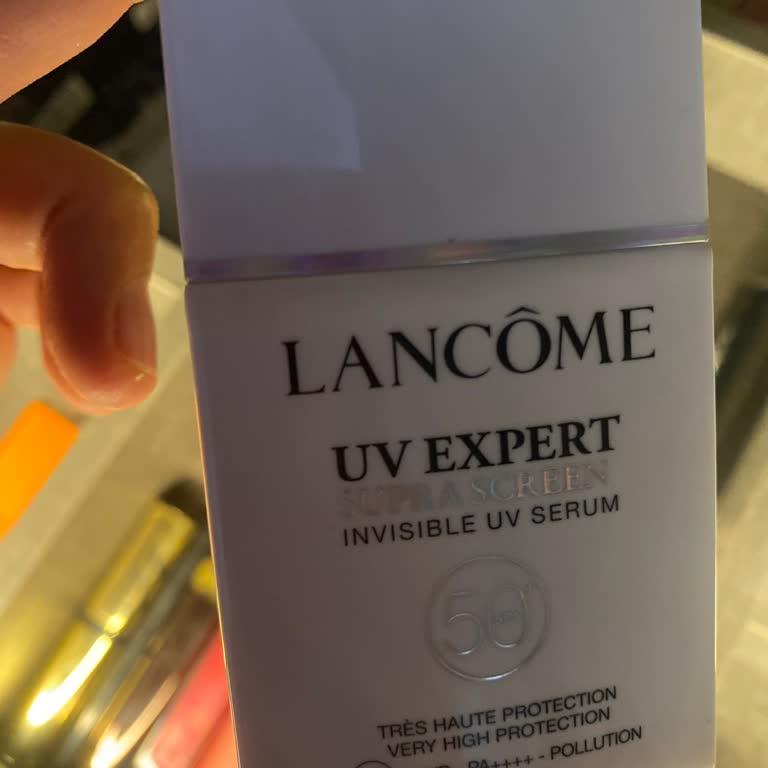 LANCÔME
UV EXPERT
SUPRA SCREEN
INVISIBLE UV SERUM
50+
TRÈS HAUTE PROTECTION
VERY HIGH PROTECTION
PA++++ - POLLUTION